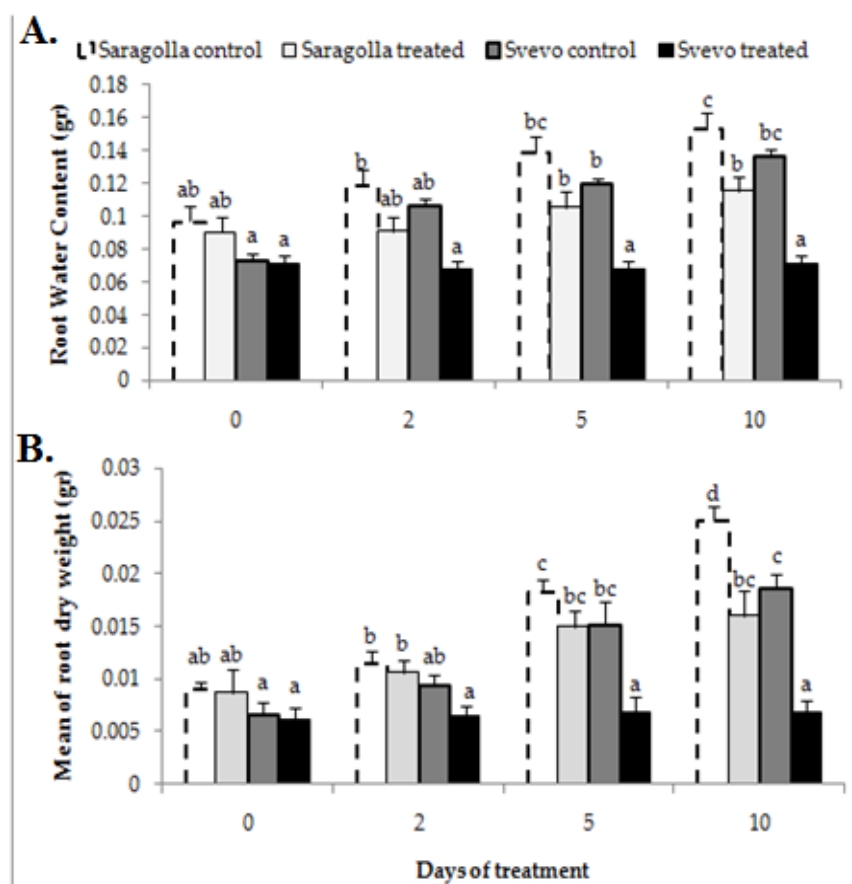 A.
Saragolla control Saragolla treated Svevo control Svevo treated
Root Water Content (gr)
0.18
0.16
0.14
0.12
0.1
0.08
0.06
0.04
0.02
0
ab ab a a
b ab ab a
bc b b a
c b bc a
0 2 5 10
B.
Mean of root dry weight (gr)
0.03
0.025
0.02
0.015
0.01
0.005
0
ab ab a a
b b ab a
c bc bc a
d bc c a
0 2 5 10
Days of treatment